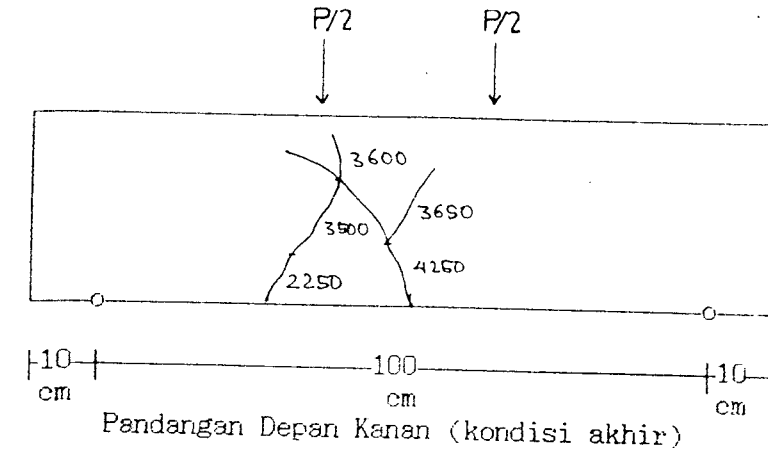 P/2 P/2
3600
3650
3500
4250
2250
10 100 10
cm cm cm
Pandangan Depan Kanan (kondisi akhir)